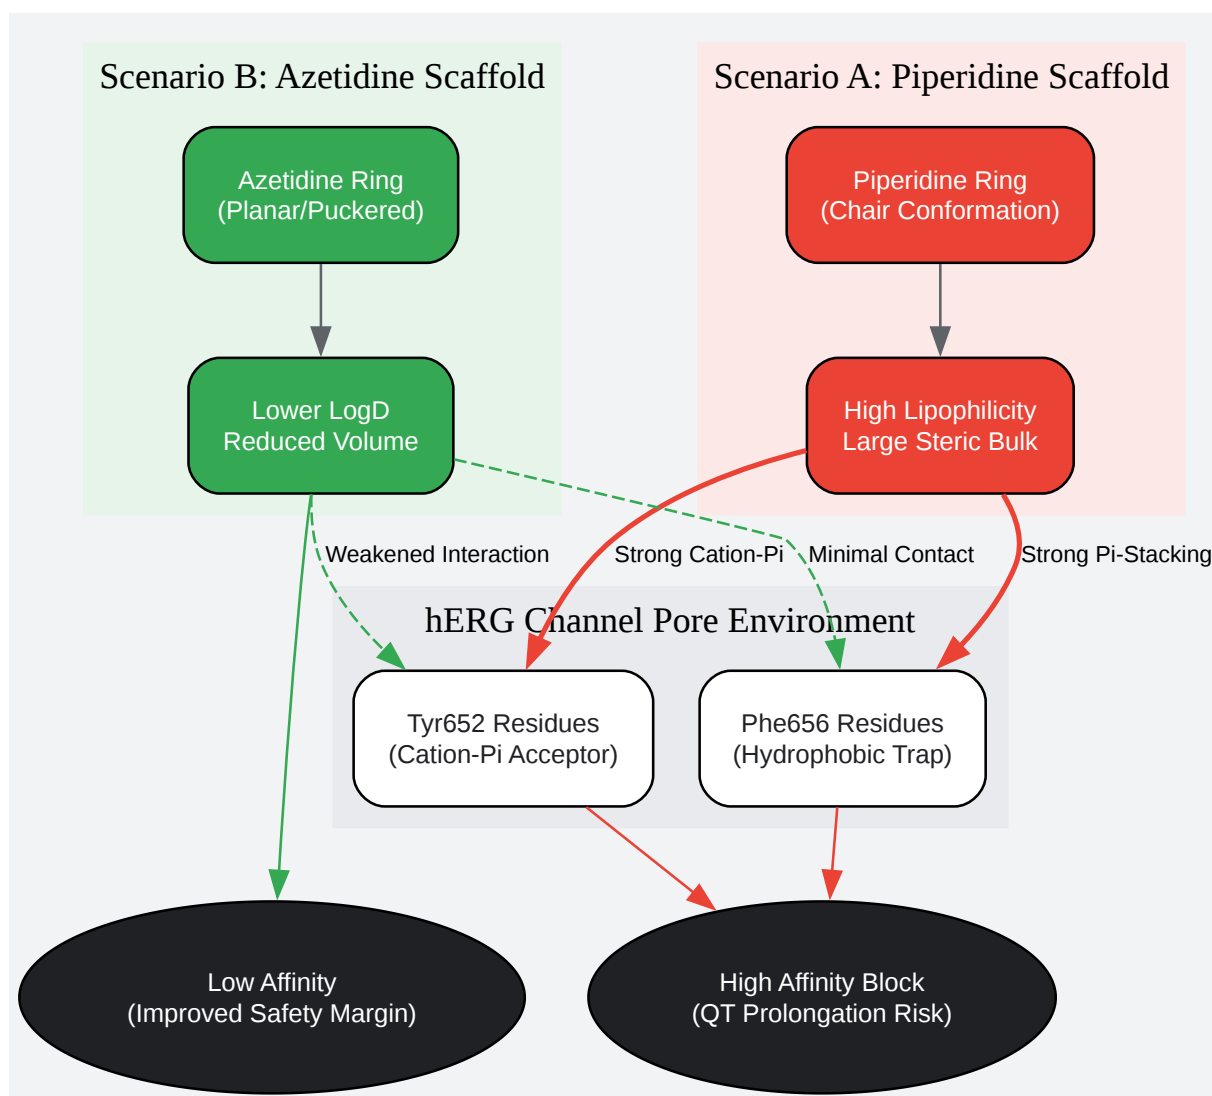 Scenario B: Azetidine Scaffold
Scenario A: Piperidine Scaffold
Azetidine Ring
(Planar/Puckered)
Piperidine Ring
(Chair Conformation)
Lower LogD
Reduced Volume
High Lipophilicity
Large Steric Bulk
Weakened Interaction
Strong Cation-Pi
Minimal Contact
Strong Pi-Stacking
hERG Channel Pore Environment
Tyr652 Residues
(Cation-Pi Acceptor)
Phe656 Residues
(Hydrophobic Trap)
Low Affinity
(Improved Safety Margin)
High Affinity Block
(QT Prolongation Risk)